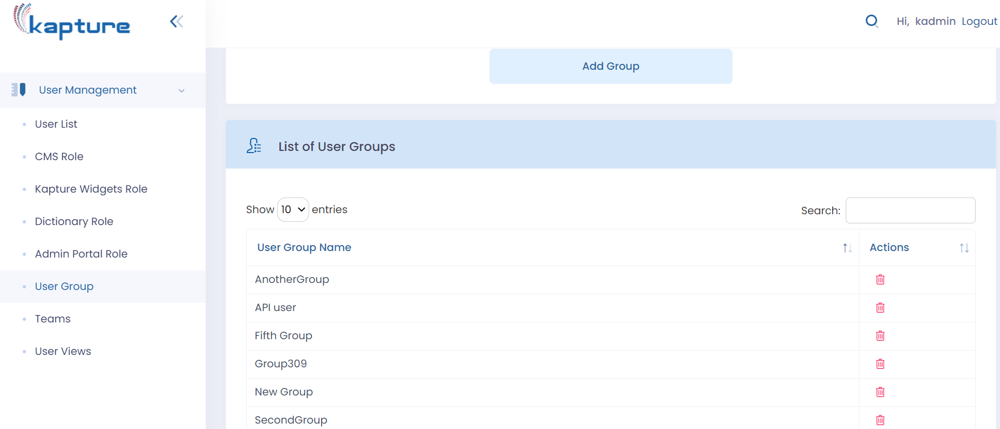 kapture
Hi, kadmin Logout
User Management
User List
CMS Role
Kapture Widgets Role
Dictionary Role
Admin Portal Role
User Group
Teams
User Views
Add Group
List of User Groups
Show 10 entries
Search:
User Group Name Actions
AnotherGroup
API user
Fifth Group
Group309
New Group
SecondGroup